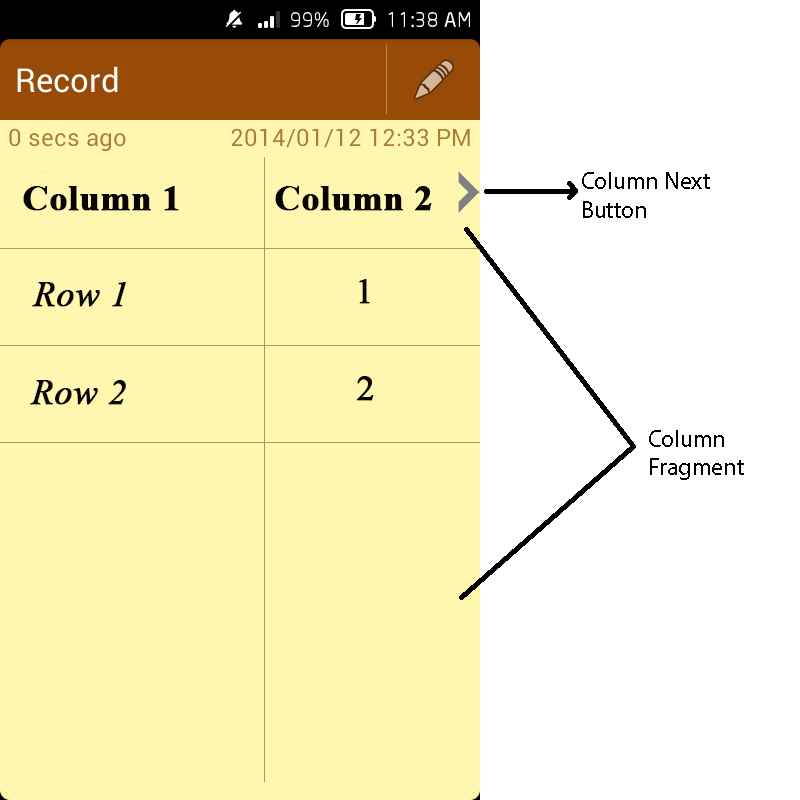 99% 11:38 AM
Record
0 secs ago 2014/01/12 12:33 PM
Column 1 Column 2
Column Next
Button
Row 1 1
Row 2 2
Column
Fragment